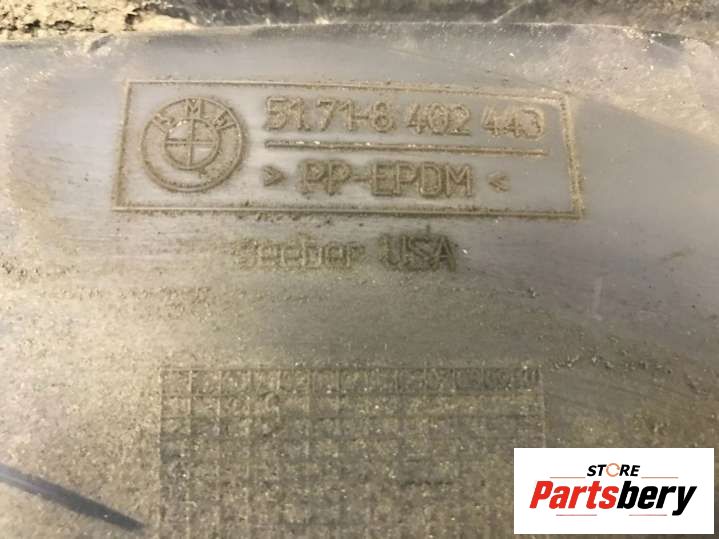 BMW
51.71-8 402 443
> PP-EPDM <
Seeber USA
STORE
Partsbery